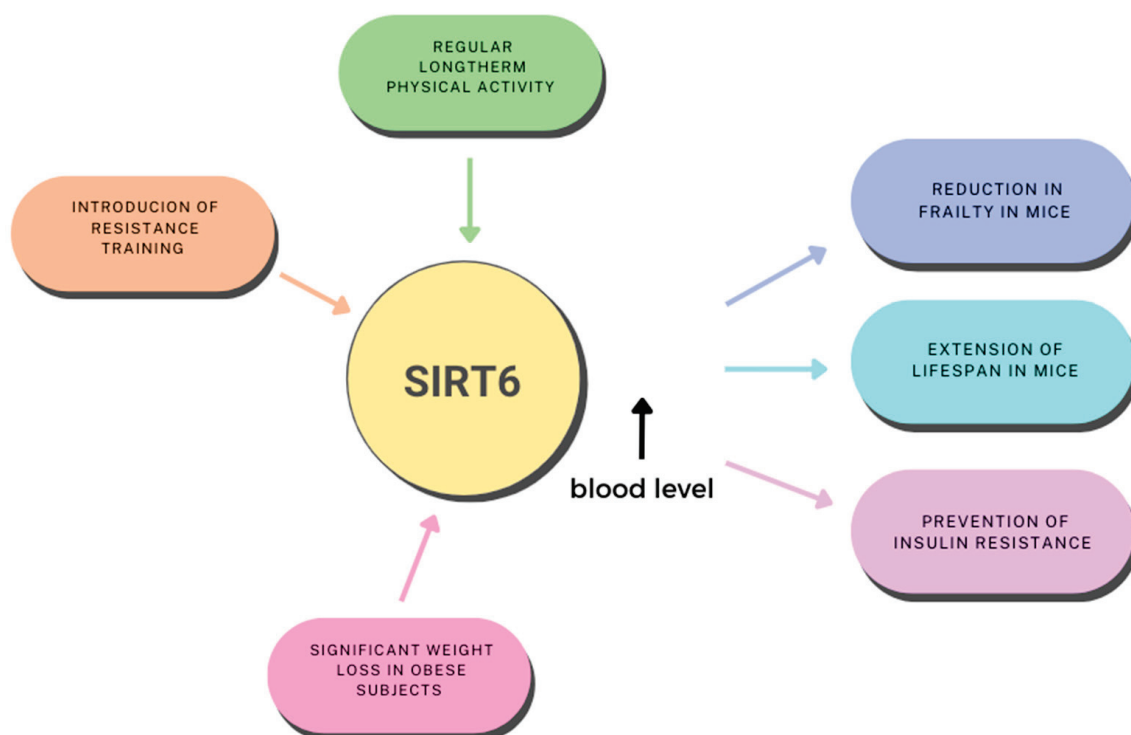 REGULAR
LONGTHERM
PHYSICAL ACTIVITY
INTRODUCION OF
RESISTANCE
TRAINING
SIRT6
blood level
SIGNIFICANT WEIGHT
LOSS IN OBESE
SUBJECTS
REDUCTION IN
FRAILTY IN MICE
EXTENSION OF
LIFESPAN IN MICE
PREVENTION OF
INSULIN RESISTANCE